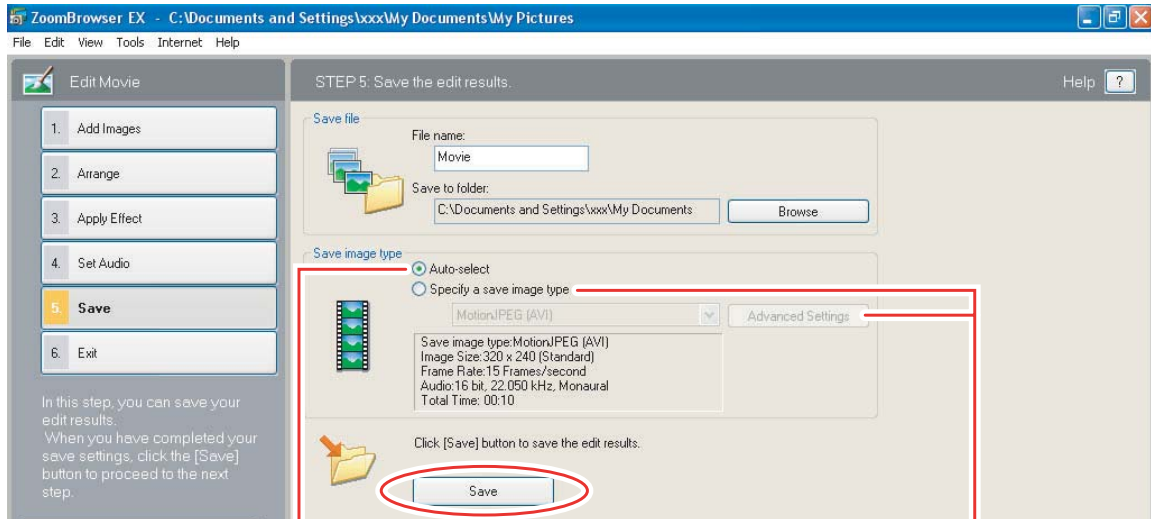 ZoomBrowser EX - C:\Documents and Settings\xxx\My Documents\My Pictures
File Edit View Tools Internet Help
Edit Movie
1. Add Images
2. Arrange
3. Apply Effect
4. Set Audio
5. Save
6. Exit
In this step, you can save your
edit results.
When you have completed your
save settings, click the [Save]
button to proceed to the next
step.
STEP 5: Save the edit results.
Help ?
Save file
File name:
Movie
Save to folder:
C:\Documents and Settings\xxx\My Documents
Browse
Save image type
Auto-select
Specify a save image type
MotionJPEG (AVI)
Advanced Settings
Save image type:MotionJPEG (AVI)
Image Size:320 x 240 (Standard)
Frame Rate:15 Frames/second
Audio:16 bit, 22.050 kHz, Monaural
Total Time: 00:10
Click [Save] button to save the edit results.
Save